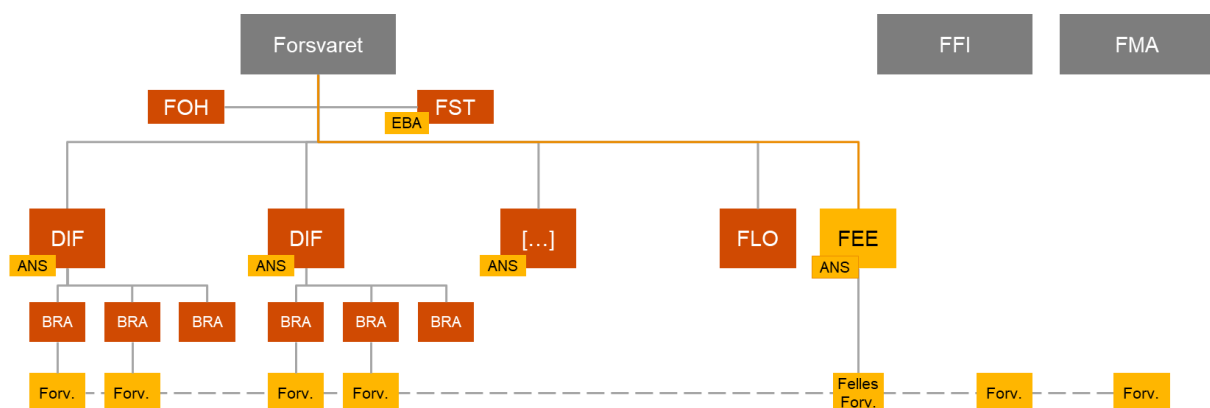 Forsvaret
FFI
FMA
FOH
FST
EBA
DIF
DIF
[...]
FLO
FEE
ANS
ANS
ANS
ANS
BRA
BRA
BRA
BRA
BRA
BRA
Forv.
Forv.
Forv.
Forv.
Felles
Forv.
Forv.
Forv.